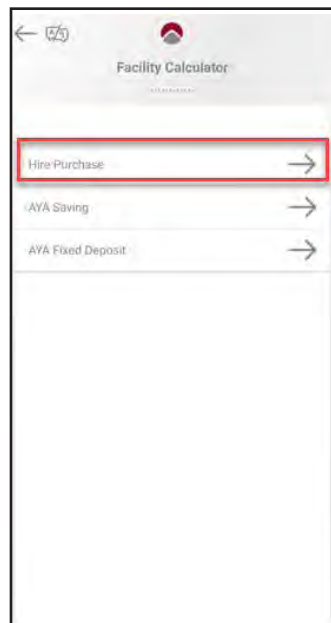 Facility Calculator
Hire Purchase
AYA Saving
AYA Fixed Deposit